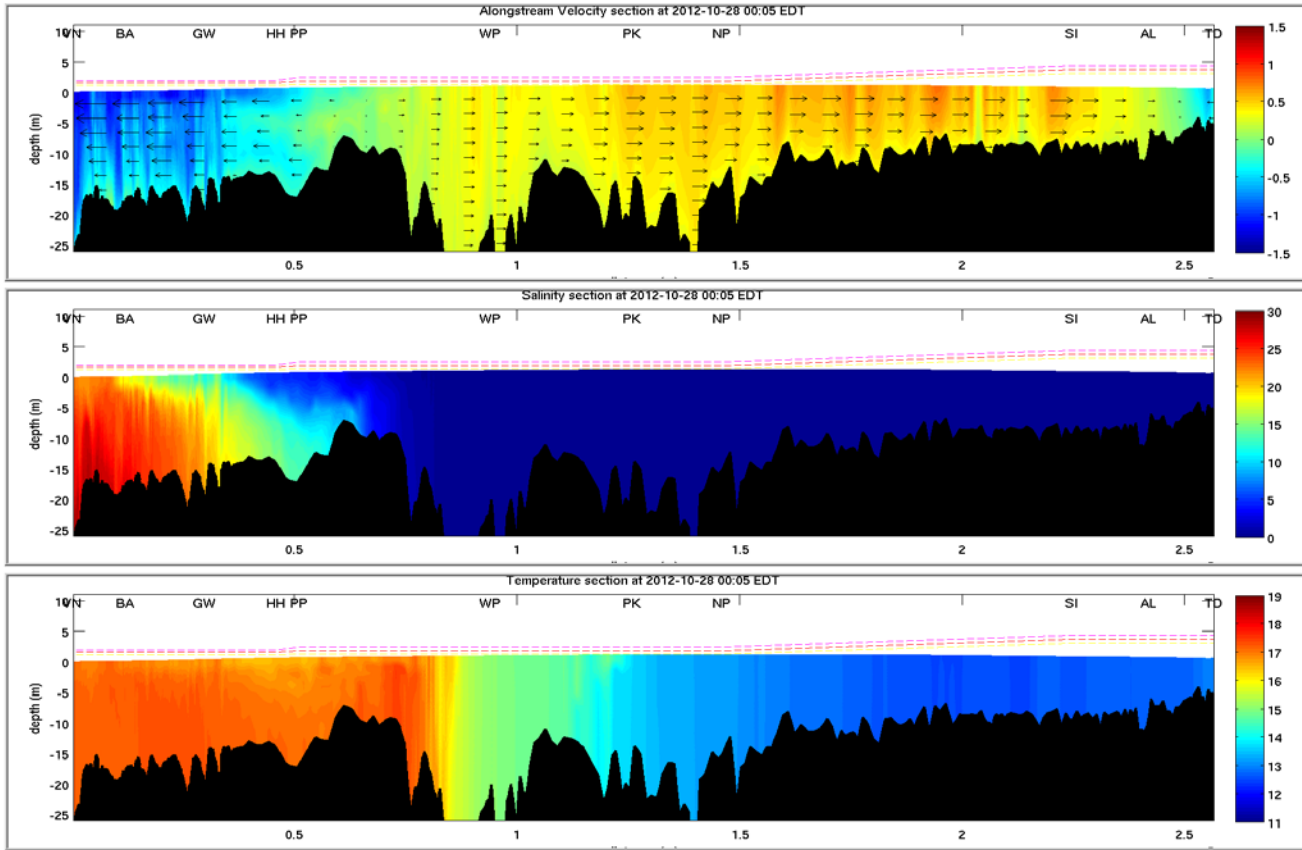 Alongstream Velocity section at 2012-10-28 00:05 EDT
10 VN BA GW HH PP WP PK NP SI AL TD 1.5
5 1
0 0.5
-5 0
-10 -0.5
-15 -1
-20 -1.5
-25
depth (m)
0.5 1 1.5 2 2.5
Salinity section at 2012-10-28 00:05 EDT
10 VN BA GW HH PP WP PK NP SI AL TD 30
5 25
0 20
-5 15
-10 10
-15 5
-20 0
-25
depth (m)
0.5 1 1.5 2 2.5
Temperature section at 2012-10-28 00:05 EDT
10 VN BA GW HH PP WP PK NP SI AL TD 19
5 18
0 17
-5 16
-10 15
-15 14
-20 13
-25 12
11
depth (m)
0.5 1 1.5 2 2.5